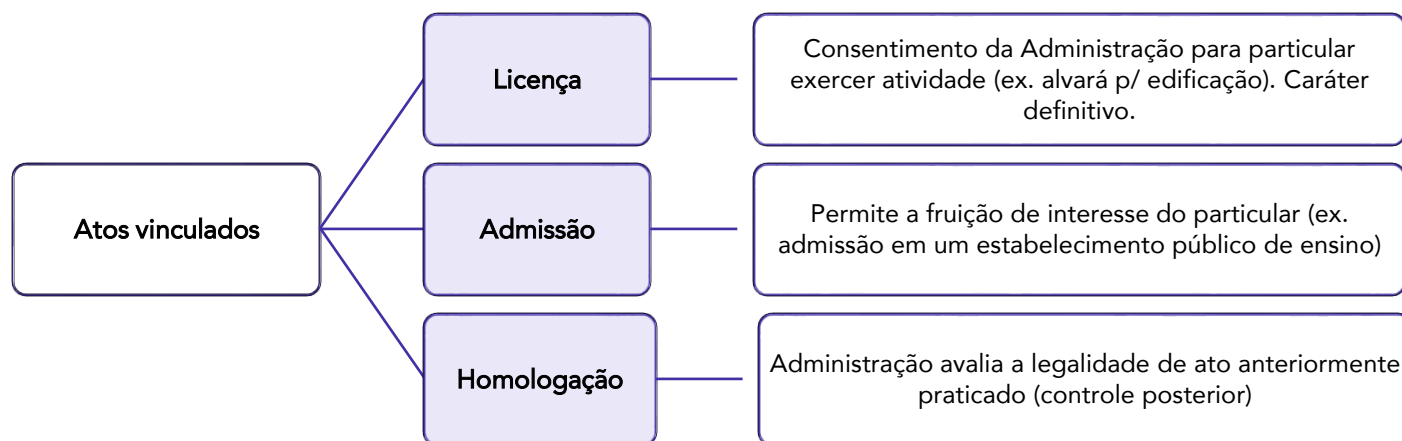 Atos vinculados
Licença
Consentimento da Administração para particular
exercer atividade (ex. alvará p/ edificação). Caráter
definitivo.
Admissão
Permite a fruição de interesse do particular (ex.
admissão em um estabelecimento público de ensino)
Homologação
Administração avalia a legalidade de ato anteriormente
praticado (controle posterior)